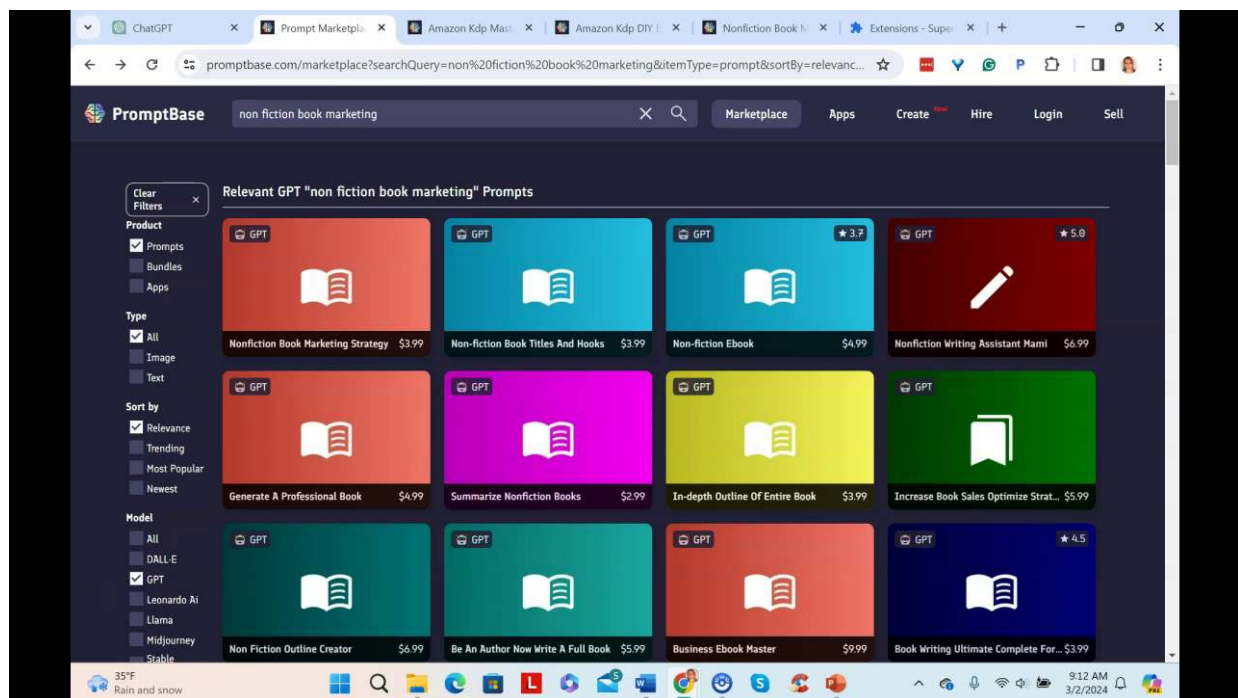 ChatGPT
Prompt Marketpla
Amazon Kdp Mast
Amazon Kdp DIY
Nonfiction Book M
Extensions - Supe
promptbase.com/marketplace?searchQuery=non%20fiction%20book%20marketing&itemType=prompt&sortBy=relevanc...
PromptBase
non fiction book marketing
Marketplace
Apps
Create New
Hire
Login
Sell
Clear
Filters
Relevant GPT "non fiction book marketing" Prompts
Product
Prompts
Bundles
Apps
Type
All
Image
Text
Sort by
Relevance
Trending
Most Popular
Newest
Model
All
DALL-E
GPT
Leonardo Ai
Llama
Midjourney
Stable
GPT
Nonfiction Book Marketing Strategy $3.99
GPT
Non-fiction Book Titles And Hooks $3.99
GPT
3.7
Non-fiction Ebook $4.99
GPT
5.0
Nonfiction Writing Assistant Mami $6.99
GPT
Generate A Professional Book $4.99
GPT
Summarize Nonfiction Books $2.99
GPT
In-depth Outline Of Entire Book $3.99
GPT
Increase Book Sales Optimize Strat... $5.99
GPT
Non Fiction Outline Creator $6.99
GPT
Be An Author Now Write A Full Book $5.99
GPT
Business Ebook Master $9.99
GPT
4.5
Book Writing Ultimate Complete For... $3.99
35°F
Rain and snow
9:12 AM
3/2/2024